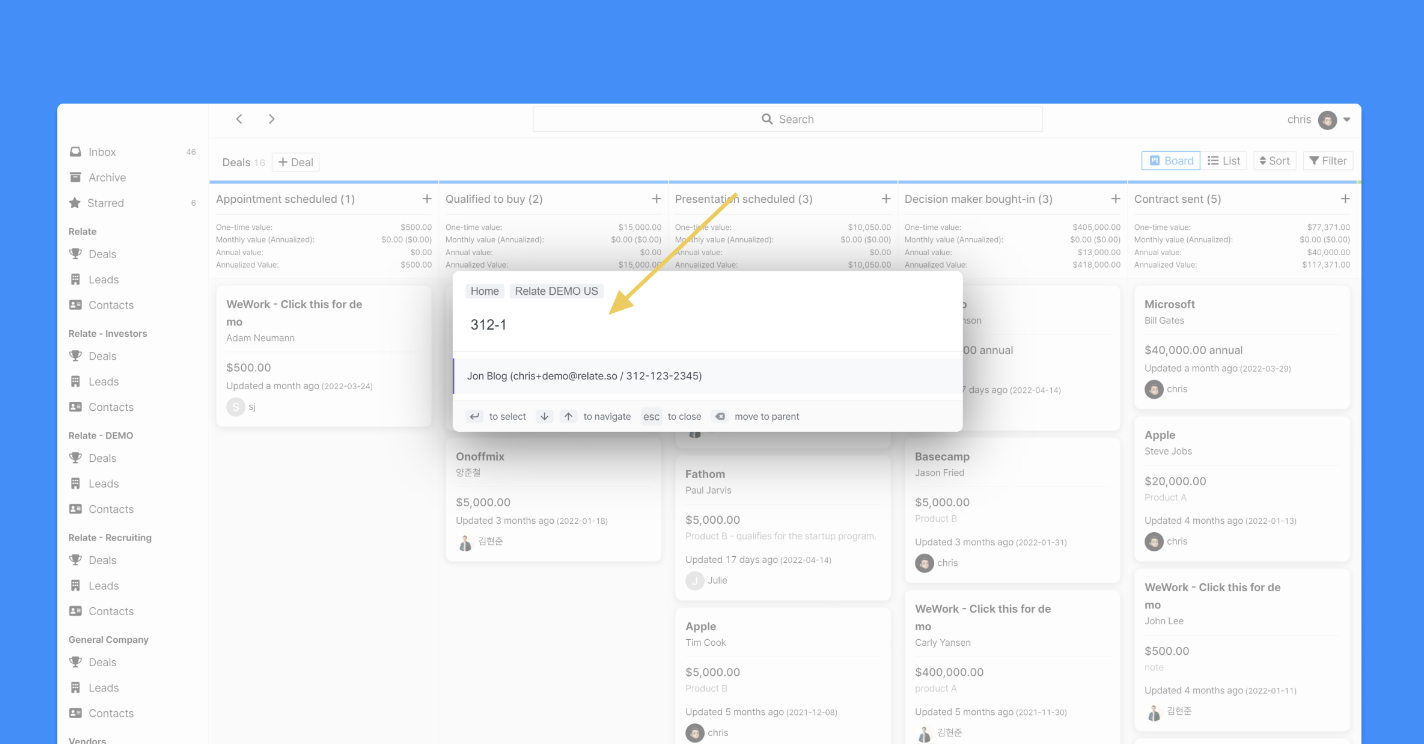 Search
chris
Inbox 46
Archive
Starred 6
Relate
Deals
Leads
Contacts
Relate - Investors
Deals
Leads
Contacts
Relate - DEMO
Deals
Leads
Contacts
Relate - Recruiting
Deals
Leads
Contacts
General Company
Deals
Leads
Contacts
Vendors
Deals 16
+ Deal
Board
List
Sort
Filter
Appointment scheduled (1) +
One-time value: $500.00
Monthly value (Annualized): $0.00 ($0.00)
Annual value: $0.00
Annualized Value: $500.00
WeWork - Click this for de
mo
Adam Neumann
$500.00
Updated a month ago (2022-03-24)
S sj
Qualified to buy (2) +
One-time value: $15,000.00
Monthly value (Annualized): $0.00 ($0.00)
Annual value: $0.00
Annualized Value: $15,000.00
Onoffmix
양준철
$5,000.00
Updated 3 months ago (2022-01-18)
김현준
Presentation scheduled (3) +
One-time value: $10,050.00
Monthly value (Annualized): $0.00 ($0.00)
Annual value: $0.00
Annualized Value: $10,050.00
Fathom
Paul Jarvis
$5,000.00
Product B - qualifies for the startup program.
Updated 17 days ago (2022-04-14)
J Julie
Apple
Tim Cook
$5,000.00
Product B
Updated 5 months ago (2021-12-08)
chris
Decision maker bought-in (3) +
One-time value: $405,000.00
Monthly value (Annualized): $0.00 ($0.00)
Annual value: $13,000.00
Annualized Value: $418,000.00
00 annual
7 days ago (2022-04-14)
Basecamp
Jason Fried
$5,000.00
Product B
Updated 3 months ago (2022-01-31)
chris
WeWork - Click this for de
mo
Carly Yansen
$400,000.00
product A
Updated 5 months ago (2021-11-30)
김현준
Contract sent (5) +
One-time value: $77,371.00
Monthly value (Annualized): $0.00 ($0.00)
Annual value: $40,000.00
Annualized Value: $117,371.00
Microsoft
Bill Gates
$40,000.00 annual
Updated a month ago (2022-03-29)
chris
Apple
Steve Jobs
$20,000.00
Product A
Updated 4 months ago (2022-01-13)
chris
WeWork - Click this for de
mo
John Lee
$500.00
note
Updated 4 months ago (2022-01-11)
김현준
Home Relate DEMO US
312-1
Jon Blog (chris+demo@relate.so / 312-123-2345)
to select to navigate esc to close move to parent